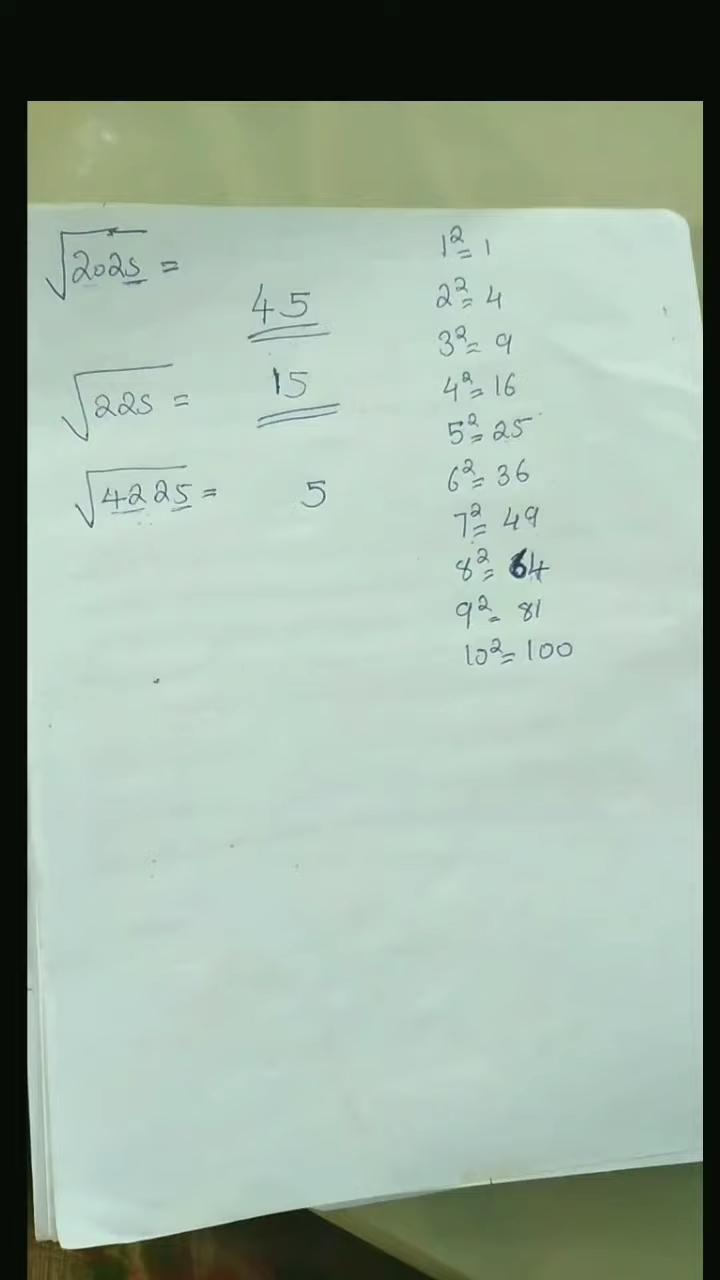 √2025 =
45
√225 = 15
√4225 = 5
1² = 1
2² = 4
3² = 9
4² = 16
5² = 25
6² = 36
7² = 49
8² = 64
9² = 81
10² = 100